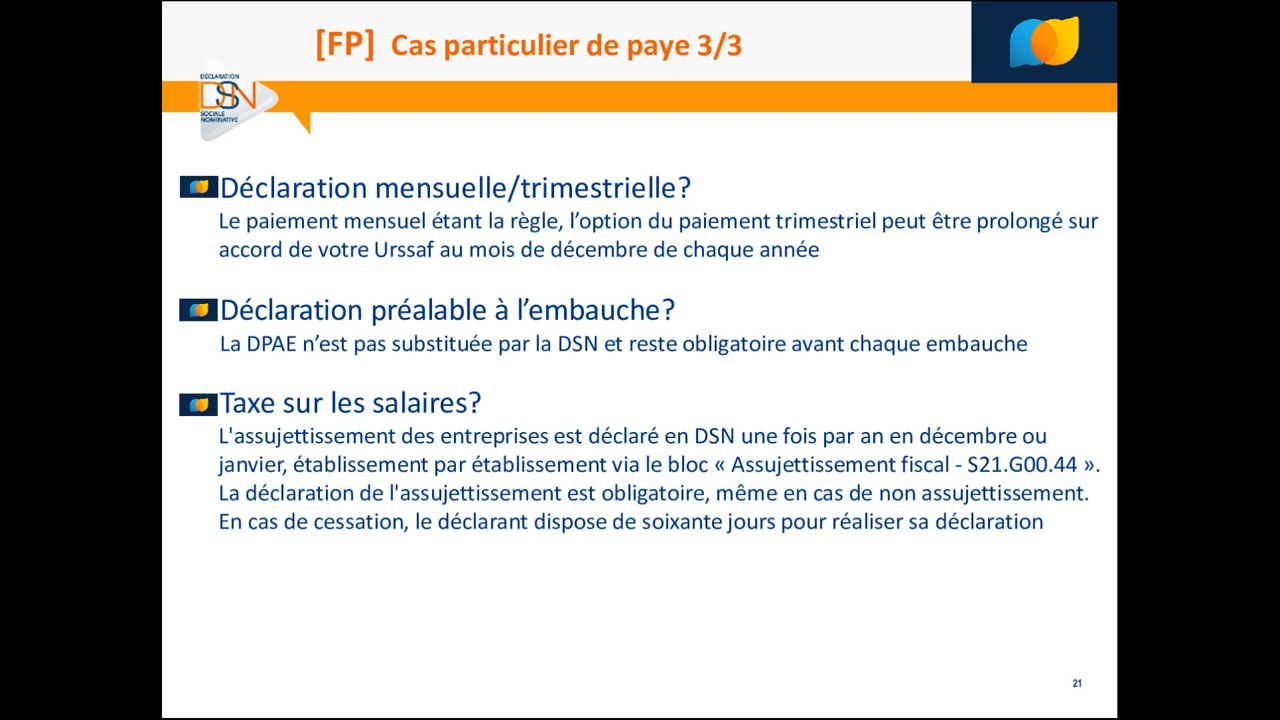 [FP] Cas particulier de paye 3/3
DÉCLARATION
DSN
SOCIALE
NOMINATIVE
Déclaration mensuelle/trimestrielle?
Le paiement mensuel étant la règle, l’option du paiement trimestriel peut être prolongé sur
accord de votre Urssaf au mois de décembre de chaque année
Déclaration préalable à l’embauche?
La DPAE n’est pas substituée par la DSN et reste obligatoire avant chaque embauche
Taxe sur les salaires?
L'assujettissement des entreprises est déclaré en DSN une fois par an en décembre ou
janvier, établissement par établissement via le bloc « Assujettissement fiscal - S21.G00.44 ».
La déclaration de l'assujettissement est obligatoire, même en cas de non assujettissement.
En cas de cessation, le déclarant dispose de soixante jours pour réaliser sa déclaration
21